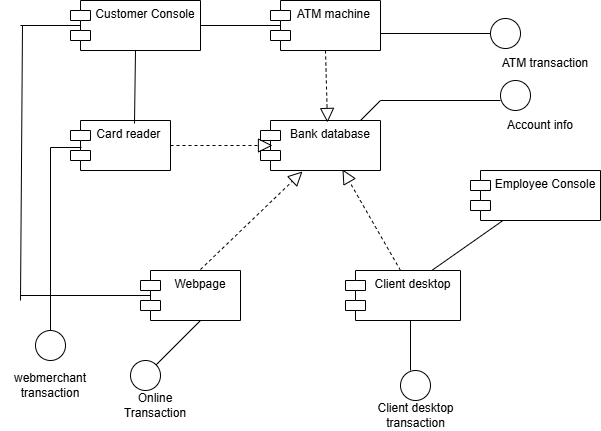 Customer Console
ATM machine
ATM transaction
Account info
Card reader
Bank database
Employee Console
Webpage
Client desktop
webmerchant
transaction
Online
Transaction
Client desktop
transaction